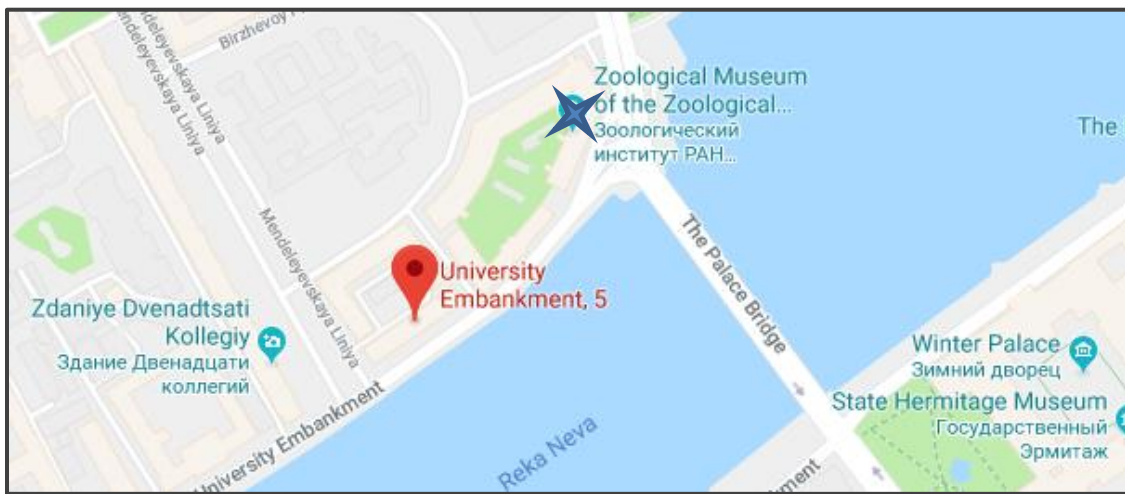 Birzhevoy
Mendeleyevskaya Liniya
Mendeleyevskaya Liniya
Zoological Museum
of the Zoological...
Зоологический
институт РАН...
The
Mendeleyevskaya Liniya
The Palace Bridge
University
Embankment, 5
Zdaniye Dvenadtsati
Kollegiy
Здание Двенадцати
коллегий
Winter Palace
Зимний дворец
State Hermitage Museum
Государственный
Эрмитаж
University Embankment
Reka Neva